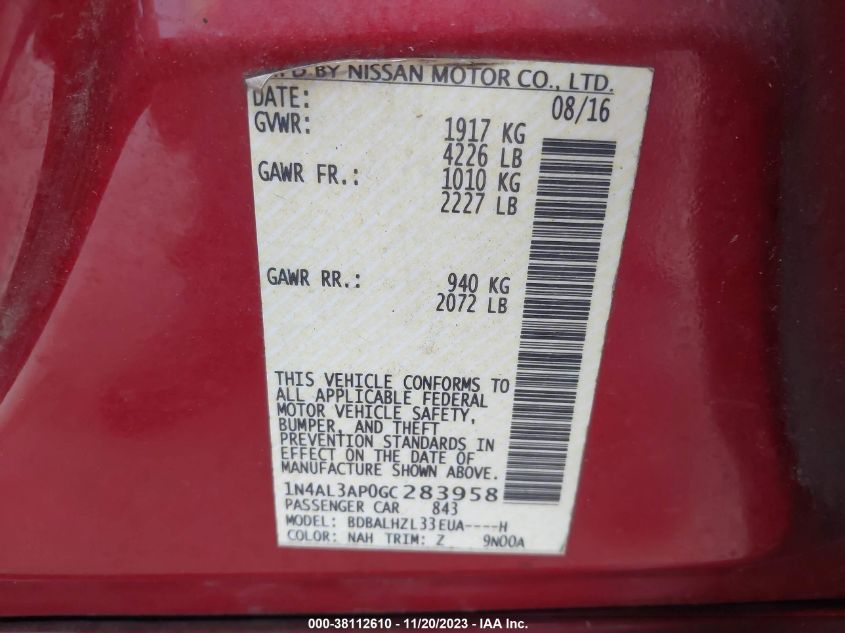 BY NISSAN MOTOR CO., LTD.
DATE: 08/16
GVWR: 1917 KG
4226 LB
GAWR FR.: 1010 KG
2227 LB
GAWR RR.: 940 KG
2072 LB
THIS VEHICLE CONFORMS TO
ALL APPLICABLE FEDERAL
MOTOR VEHICLE SAFETY,
BUMPER, AND THEFT
PREVENTION STANDARDS IN
EFFECT ON THE DATE OF
MANUFACTURE SHOWN ABOVE.
1N4AL3AP0GC283958
PASSENGER CAR 843
MODEL: BDBALHZL33EUA----H
COLOR: NAH TRIM: Z 9N00A
000-38112610 - 11/20/2023 - IAA Inc.